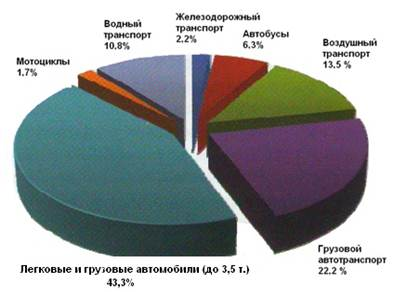 Железодорожный
транспорт
2.2%
Водный
транспорт
10.8%
Автобусы
6.3%
Воздушный
транспорт
13.5 %
Мотоциклы
1.7%
Грузовой
автотранспорт
22.2 %
Легковые и грузовые автомобили (до 3,5 т.)
43,3%